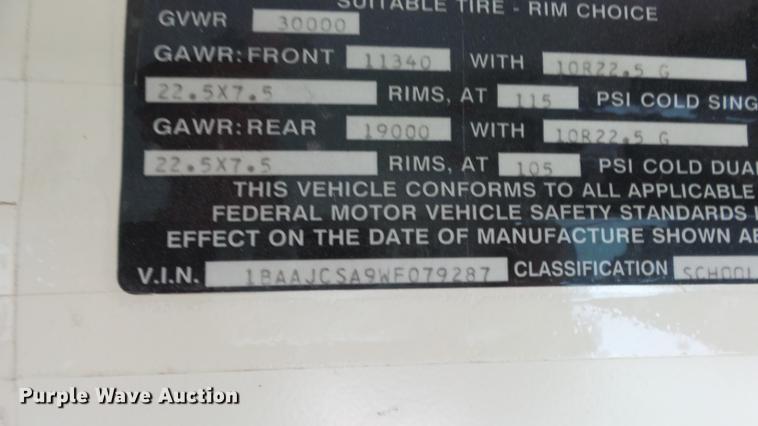 SUITABLE TIRE - RIM CHOICE
GVWR 30000
GAWR: FRONT 11340 WITH 10R22.5 G
22.5X7.5 RIMS, AT 115 PSI COLD SING
GAWR: REAR 19000 WITH 10R22.5 G
22.5X7.5 RIMS, AT 105 PSI COLD DUA
THIS VEHICLE CONFORMS TO ALL APPLICABLE
FEDERAL MOTOR VEHICLE SAFETY STANDARDS I
EFFECT ON THE DATE OF MANUFACTURE SHOWN AB
V.I.N. 1BAAJCSA9WF079287 CLASSIFICATION SCHOOL
Purple Wave Auction